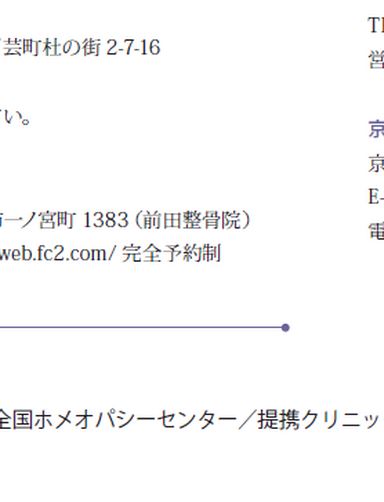 芸町杜の街 2-7-16
い。
市一ノ宮町 1383（前田整骨院）
web.fc2.com/ 完全予約制
全国ホメオパシーセンター／提携クリニッ
営
京
京
E-
電